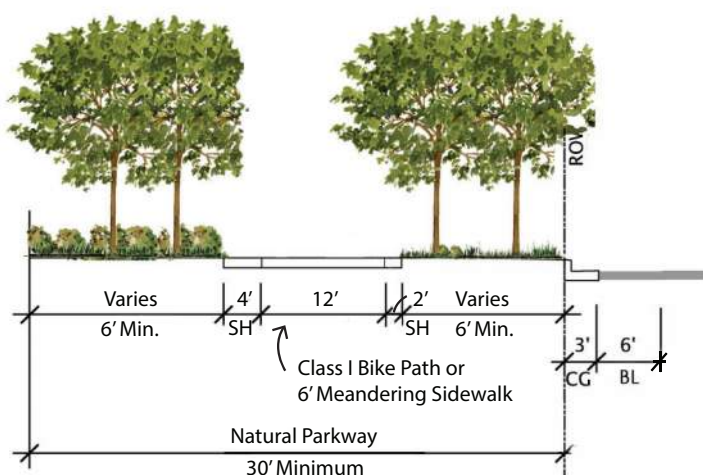 ROW
Varies
6' Min.
4'
SH
12'
2'
SH
Varies
6' Min.
3'
CG
6'
BL
Class I Bike Path or
6' Meandering Sidewalk
Natural Parkway
30' Minimum